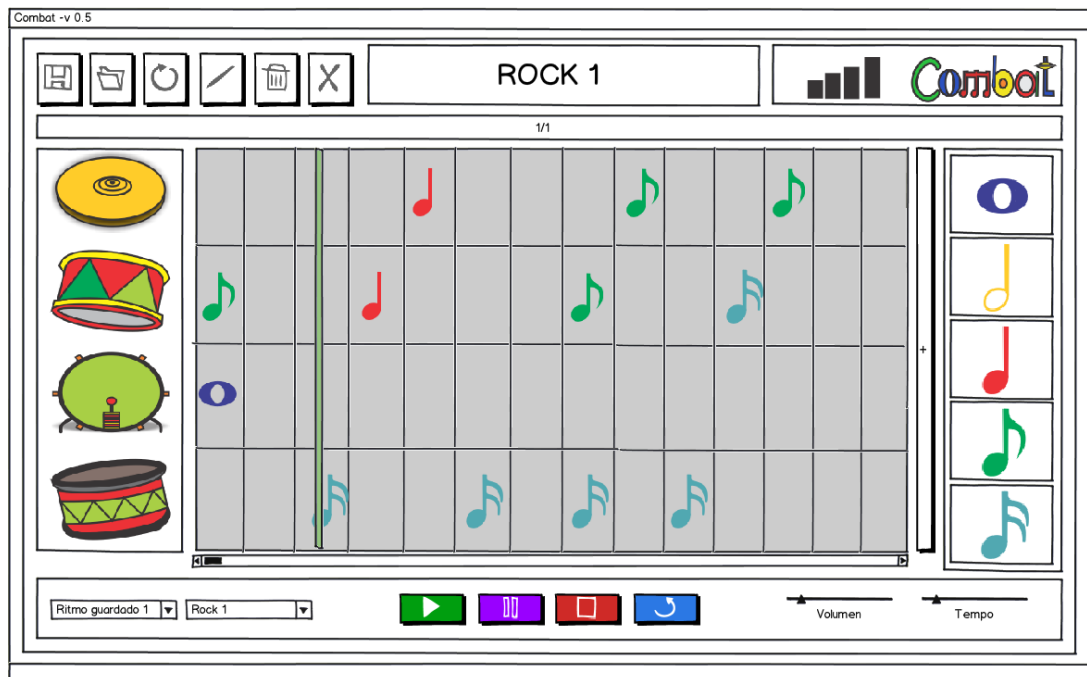 Combat -v 0.5
ROCK 1
Combat
1/1
+
Ritmo guardado 1
Rock 1
Volumen
Tempo